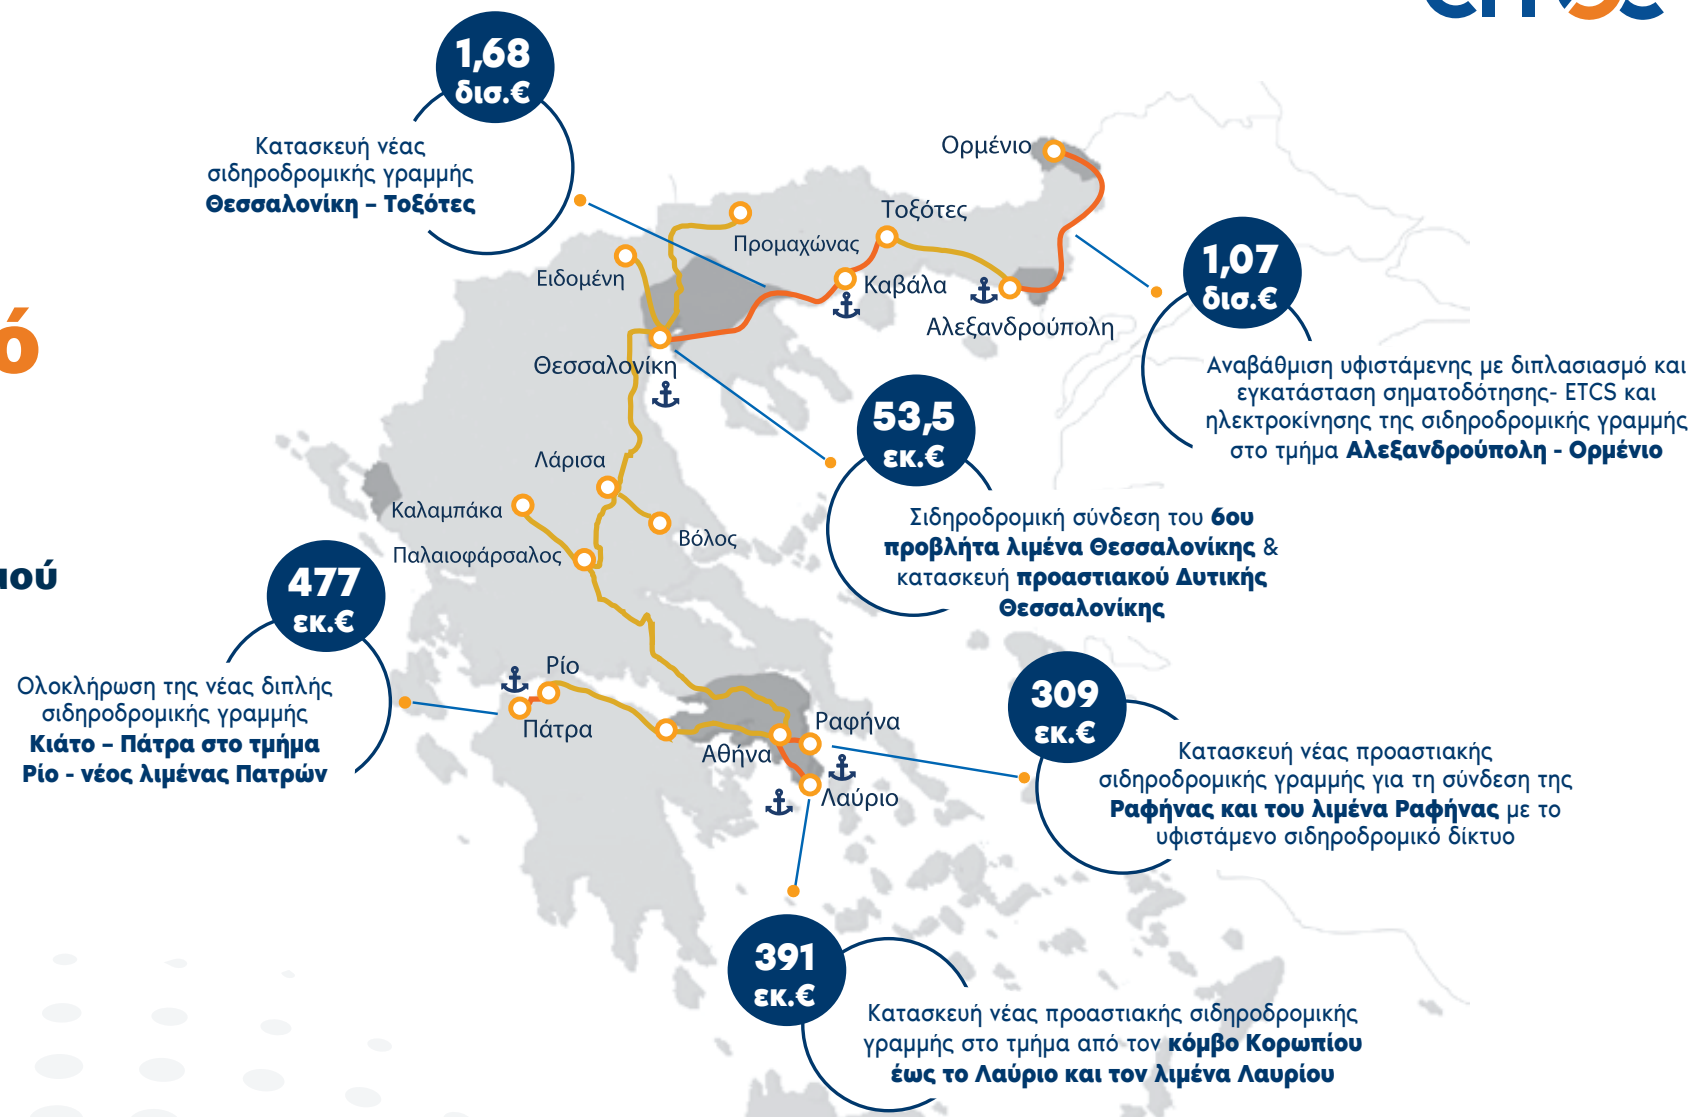 1,68
δισ.€
Κατασκευή νέας
σιδηροδρομικής γραμμής
Θεσσαλονίκη – Τοξότες
Ορμένιο
Τοξότες
Προμαχώνας
Ειδομένη
Καβάλα
Αλεξανδρούπολη
Θεσσαλονίκη
1,07
δισ.€
Αναβάθμιση υφιστάμενης με διπλασιασμό και
εγκατάσταση σηματοδότησης- ETCS και
ηλεκτροκίνησης της σιδηροδρομικής γραμμής
στο τμήμα Αλεξανδρούπολη - Ορμένιο
53,5
εκ.€
Σιδηροδρομική σύνδεση του 6ου
προβλήτα λιμένα Θεσσαλονίκης &
κατασκευή προαστιακού Δυτικής
Θεσσαλονίκης
Λάρισα
Καλαμπάκα
Βόλος
Παλαιοφάρσαλος
477
εκ.€
Ολοκλήρωση της νέας διπλής
σιδηροδρομικής γραμμής
Κιάτο – Πάτρα στο τμήμα
Ρίο - νέος λιμένας Πατρών
Ρίο
Πάτρα
Ραφήνα
Αθήνα
Λαύριο
309
εκ.€
Κατασκευή νέας προαστιακής
σιδηροδρομικής γραμμής για τη σύνδεση της
Ραφήνας και του λιμένα Ραφήνας με το
υφιστάμενο σιδηροδρομικό δίκτυο
391
εκ.€
Κατασκευή νέας προαστιακής σιδηροδρομικής
γραμμής στο τμήμα από τον κόμβο Κορωπίου
έως το Λαύριο και τον λιμένα Λαυρίου